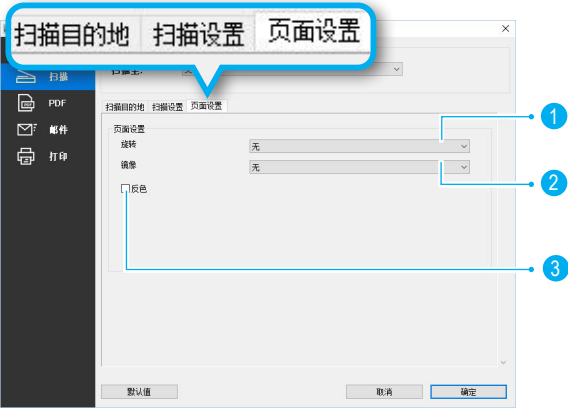 扫描目的地 扫描设置 页面设置
扫描
PDF
邮件
打印
扫描目的地 扫描设置 页面设置
页面设置
旋转 无
镜像 无
反色
1
2
3
默认值 取消 确定